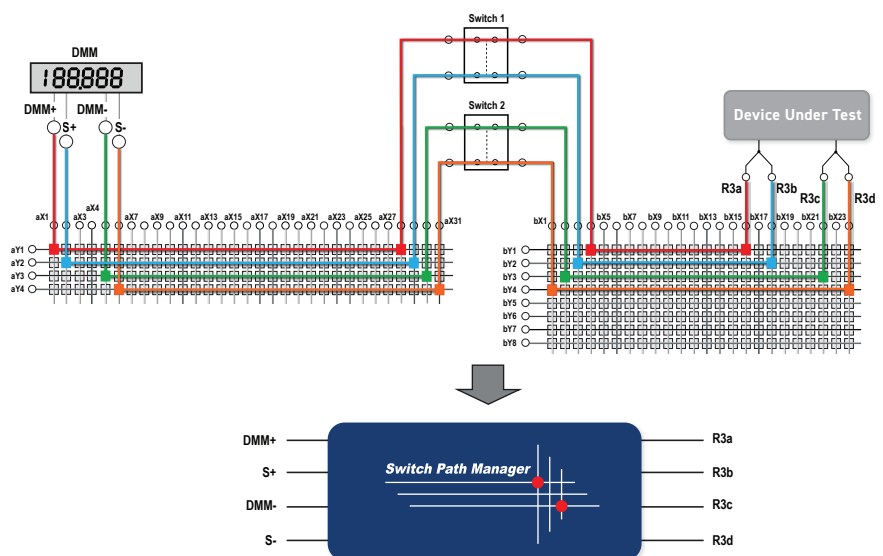 Switch 1
DMM
188.888
DMM+ DMM-
S+ S-
Switch 2
Device Under Test
R3a R3b R3c R3d
aX1 aX3 aX4 aX7 aX9 aX11 aX13 aX15 aX17 aX19 aX21 aX23 aX25 aX27 aX31
bX1 bX5 bX7 bX9 bX11 bX13 bX15 bX17 bX19 bX21 bX23
aY1
aY2
aY3
aY4
bY1
bY2
bY3
bY4
bY5
bY6
bY7
bY8
DMM+ R3a
S+ R3b
Switch Path Manager
DMM- R3c
S- R3d